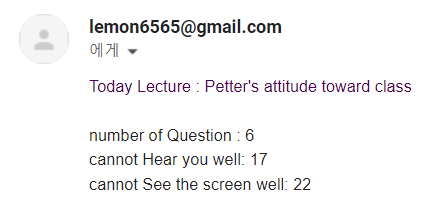 lemon6565@gmail.com
에게
Today Lecture : Petter's attitude toward class
number of Question : 6
cannot Hear you well: 17
cannot See the screen well: 22